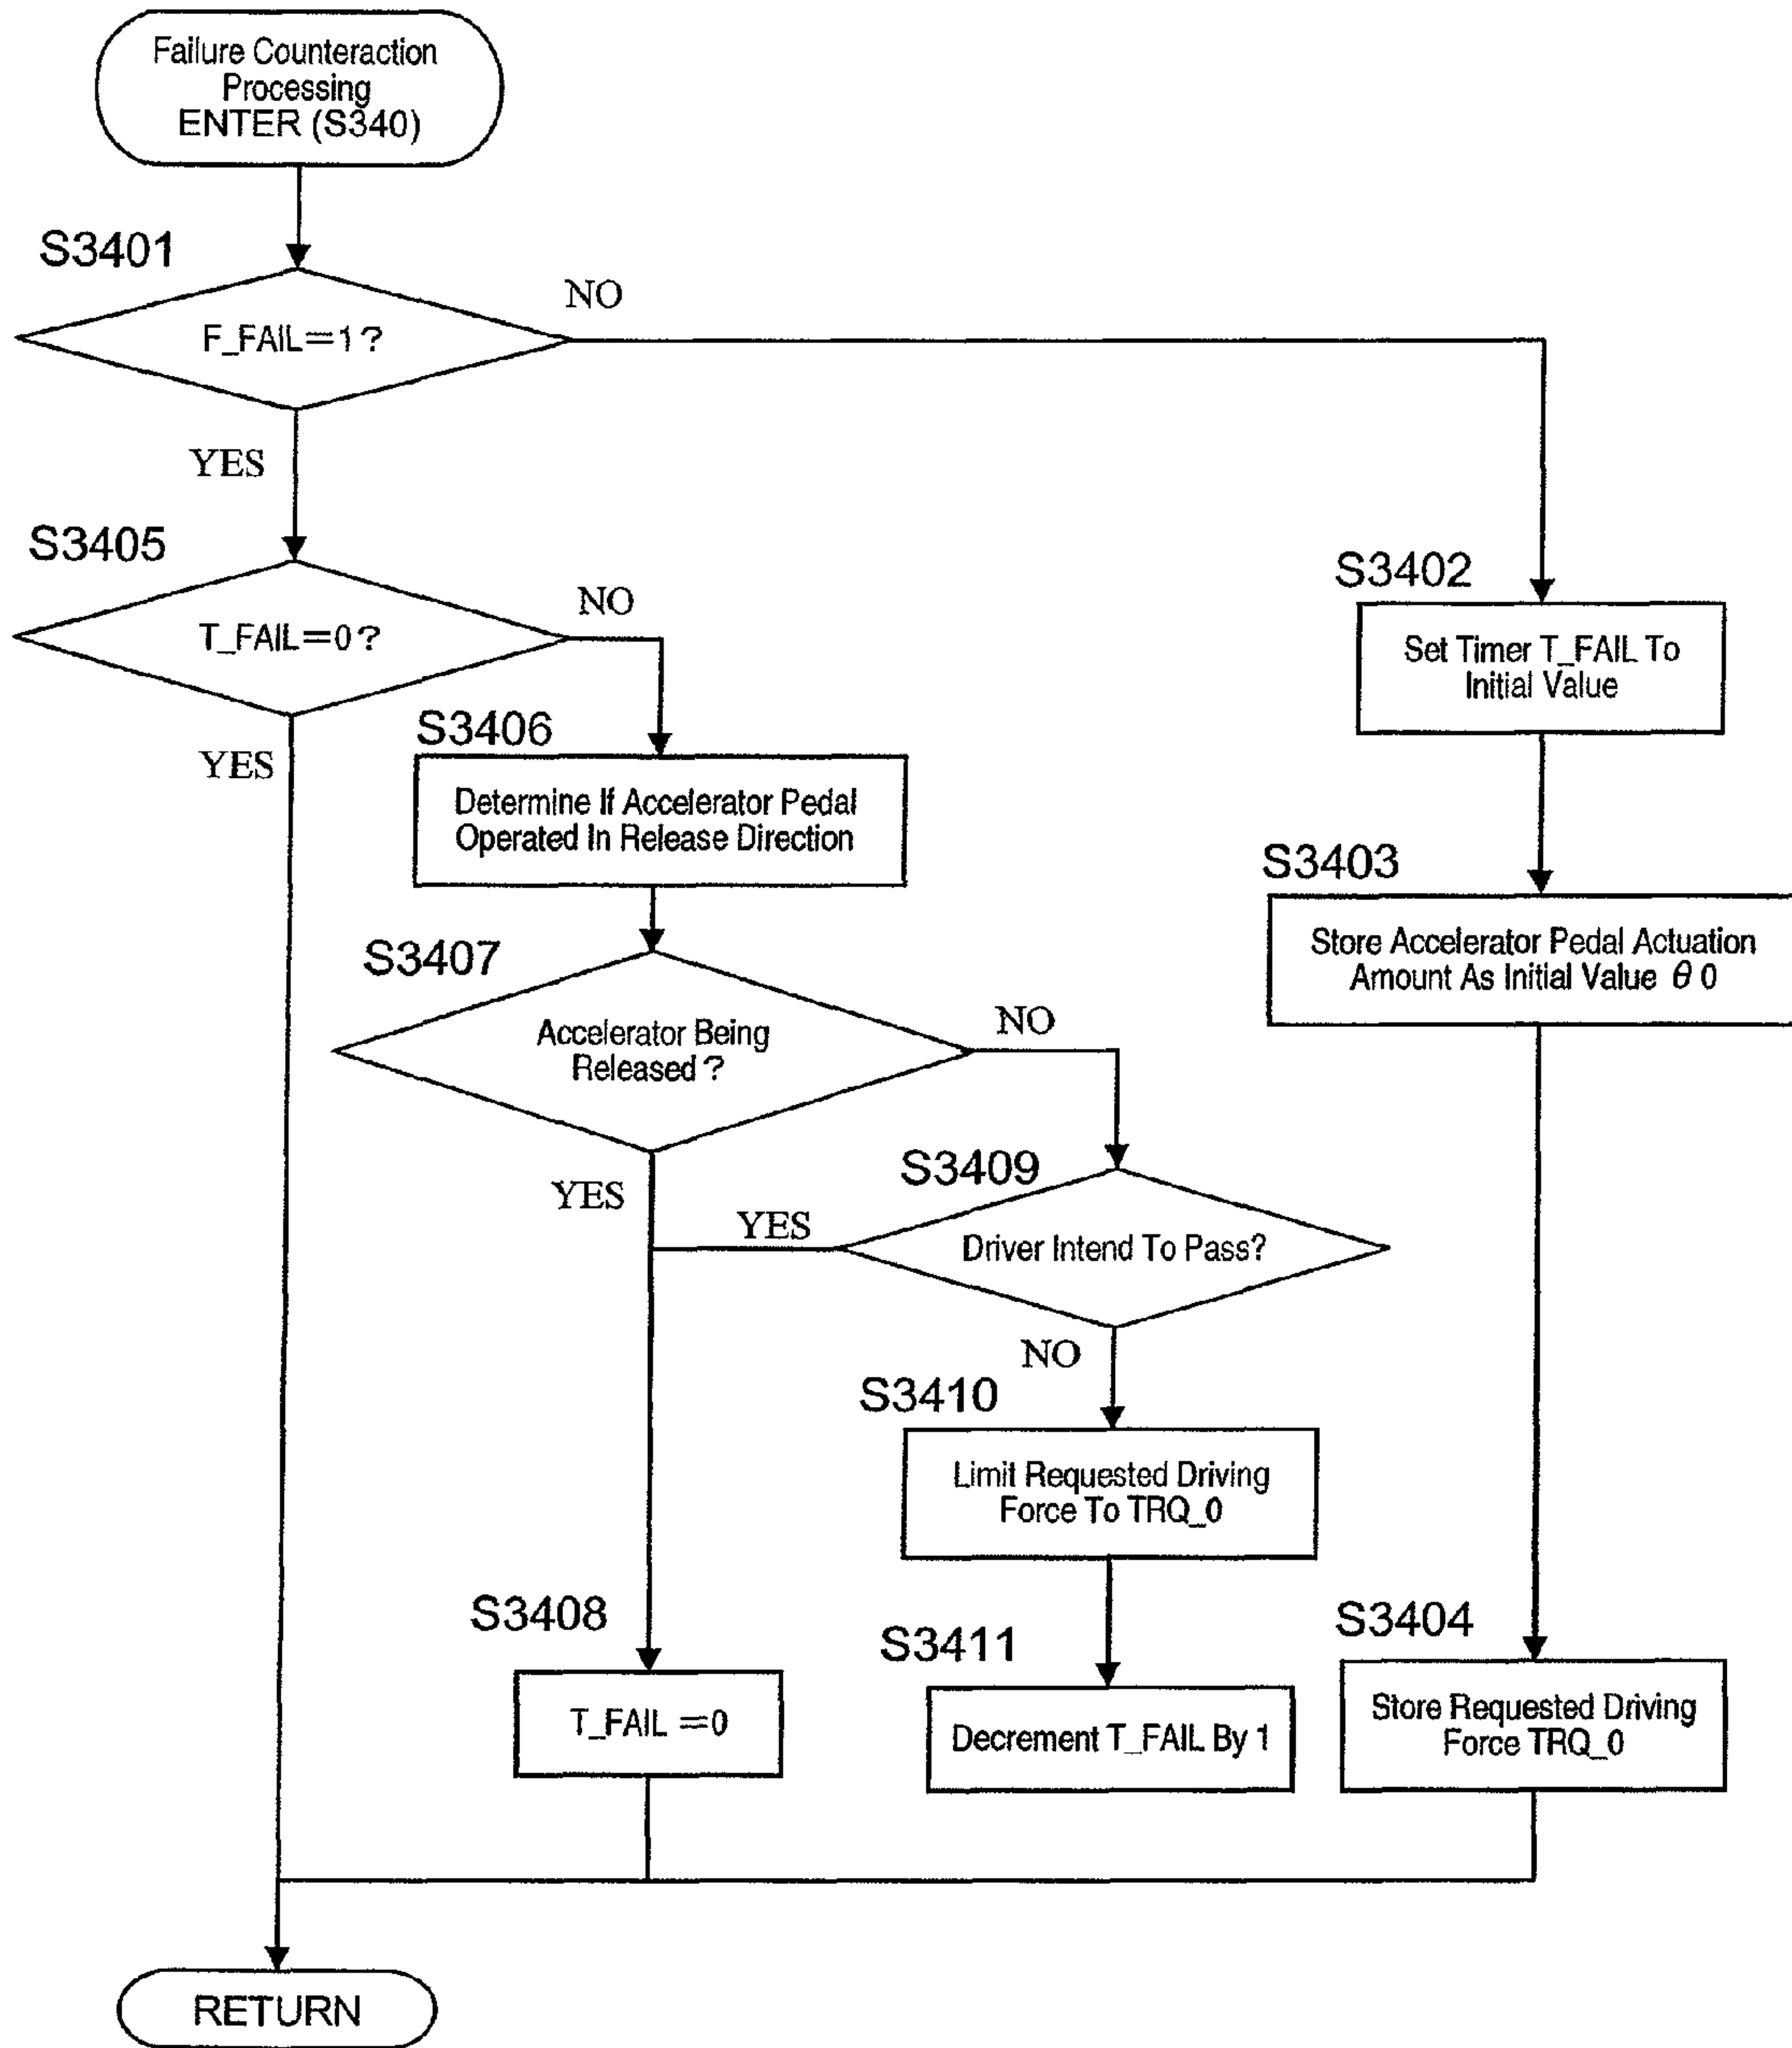 Failure Counteraction
Processing
ENTER (S340)
S3401
F_FAIL=1?
NO
YES
S3405
T_FAIL=0?
NO
YES
S3402
Set Timer T_FAIL To
Initial Value
S3406
Determine If Accelerator Pedal
Operated In Release Direction
S3403
Store Accelerator Pedal Actuation
Amount As Initial Value θ0
S3407
Accelerator Being
Released?
NO
YES
S3409
Driver Intend To Pass?
YES
NO
S3410
Limit Requested Driving
Force To TRQ_0
S3408
T_FAIL=0
S3411
Decrement T_FAIL By 1
S3404
Store Requested Driving
Force TRQ_0
RETURN